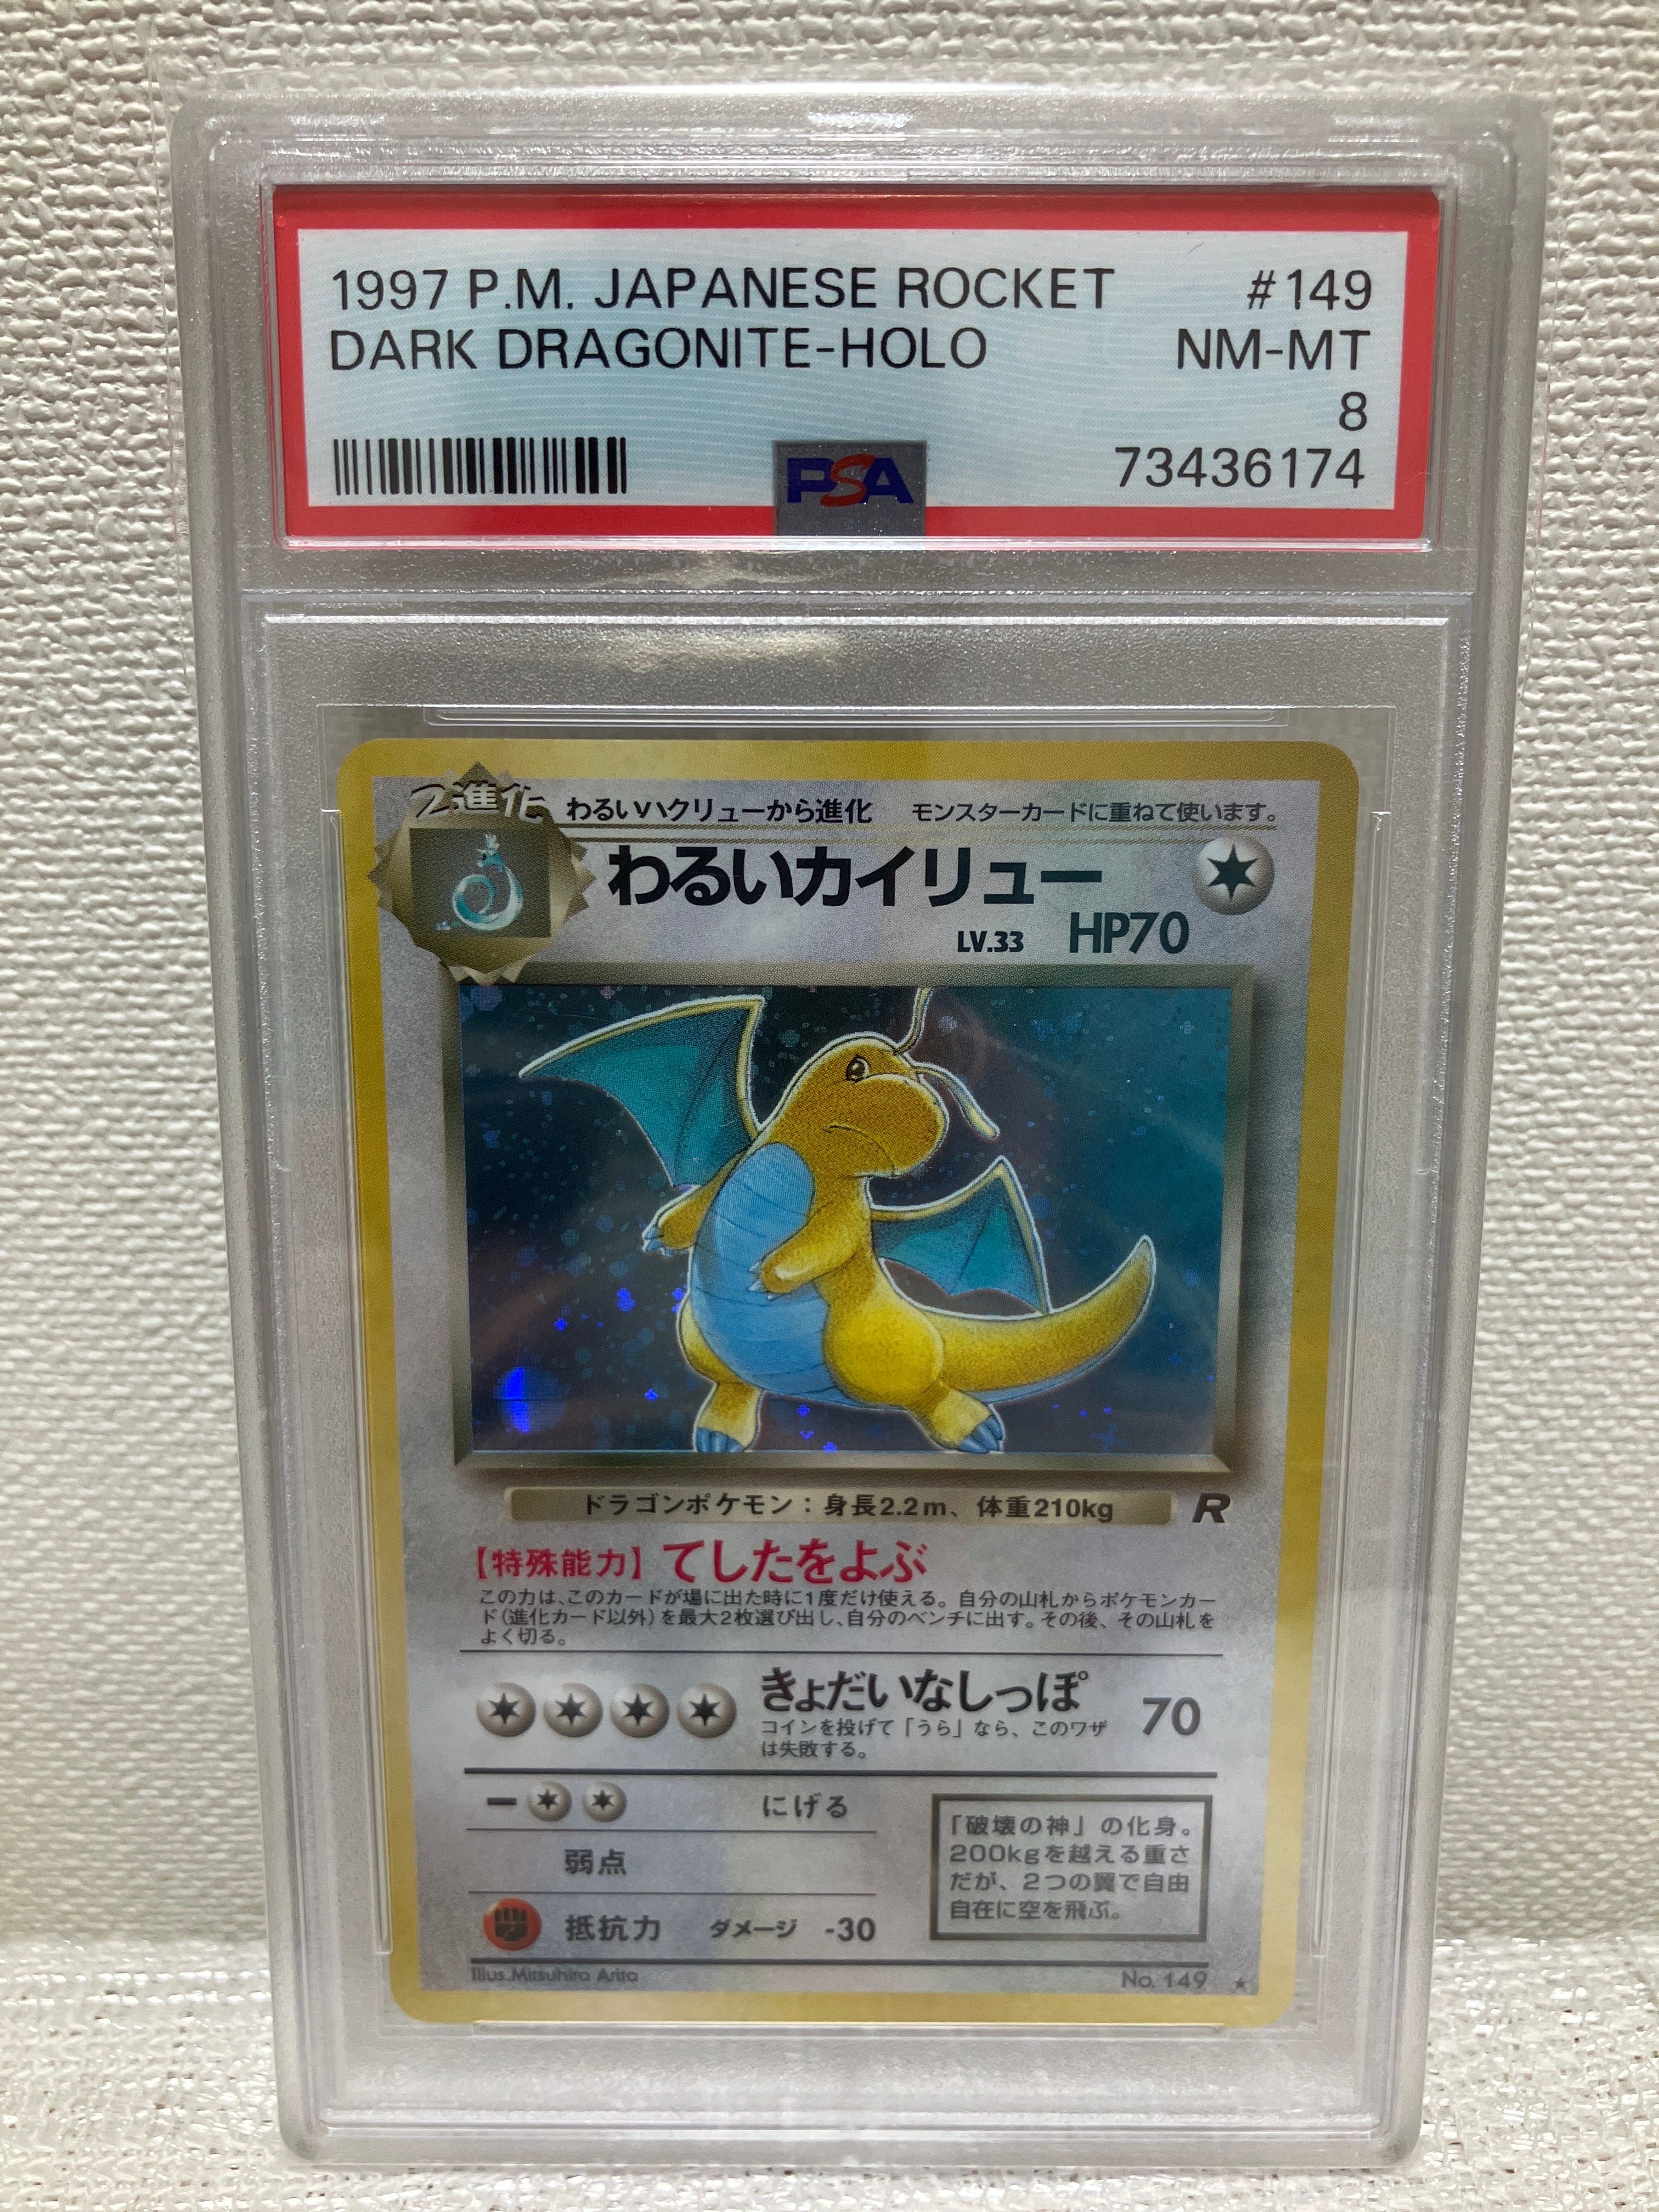 1997 P.M. JAPANESE ROCKET #149
DARK DRAGONITE-HOLO NM-MT
8
PSA 73436174
2進化 わるいハクリューから進化 モンスターカードに重ねて使います。
わるいカイリュー
LV.33 HP70
ドラゴンポケモン：身長2.2m、体重210kg R
【特殊能力】てしたをよぶ
この力は、このカードが場に出た時に1度だけ使える。自分の山札からポケモンカー
ド（進化カード以外）を最大2枚選び出し、自分のベンチに出す。その後、その山札を
よく切る。
きょだいなしっぽ 70
コインを投げて「うら」なら、このワザ
は失敗する。
ー にげる
弱点
抵抗力 ダメージ -30
「破壊の神」の化身。
200kgを越える重さ
だが、2つの翼で自由
自在に空を飛ぶ。
Illus.Mitsuhiro Arita No. 149 ★